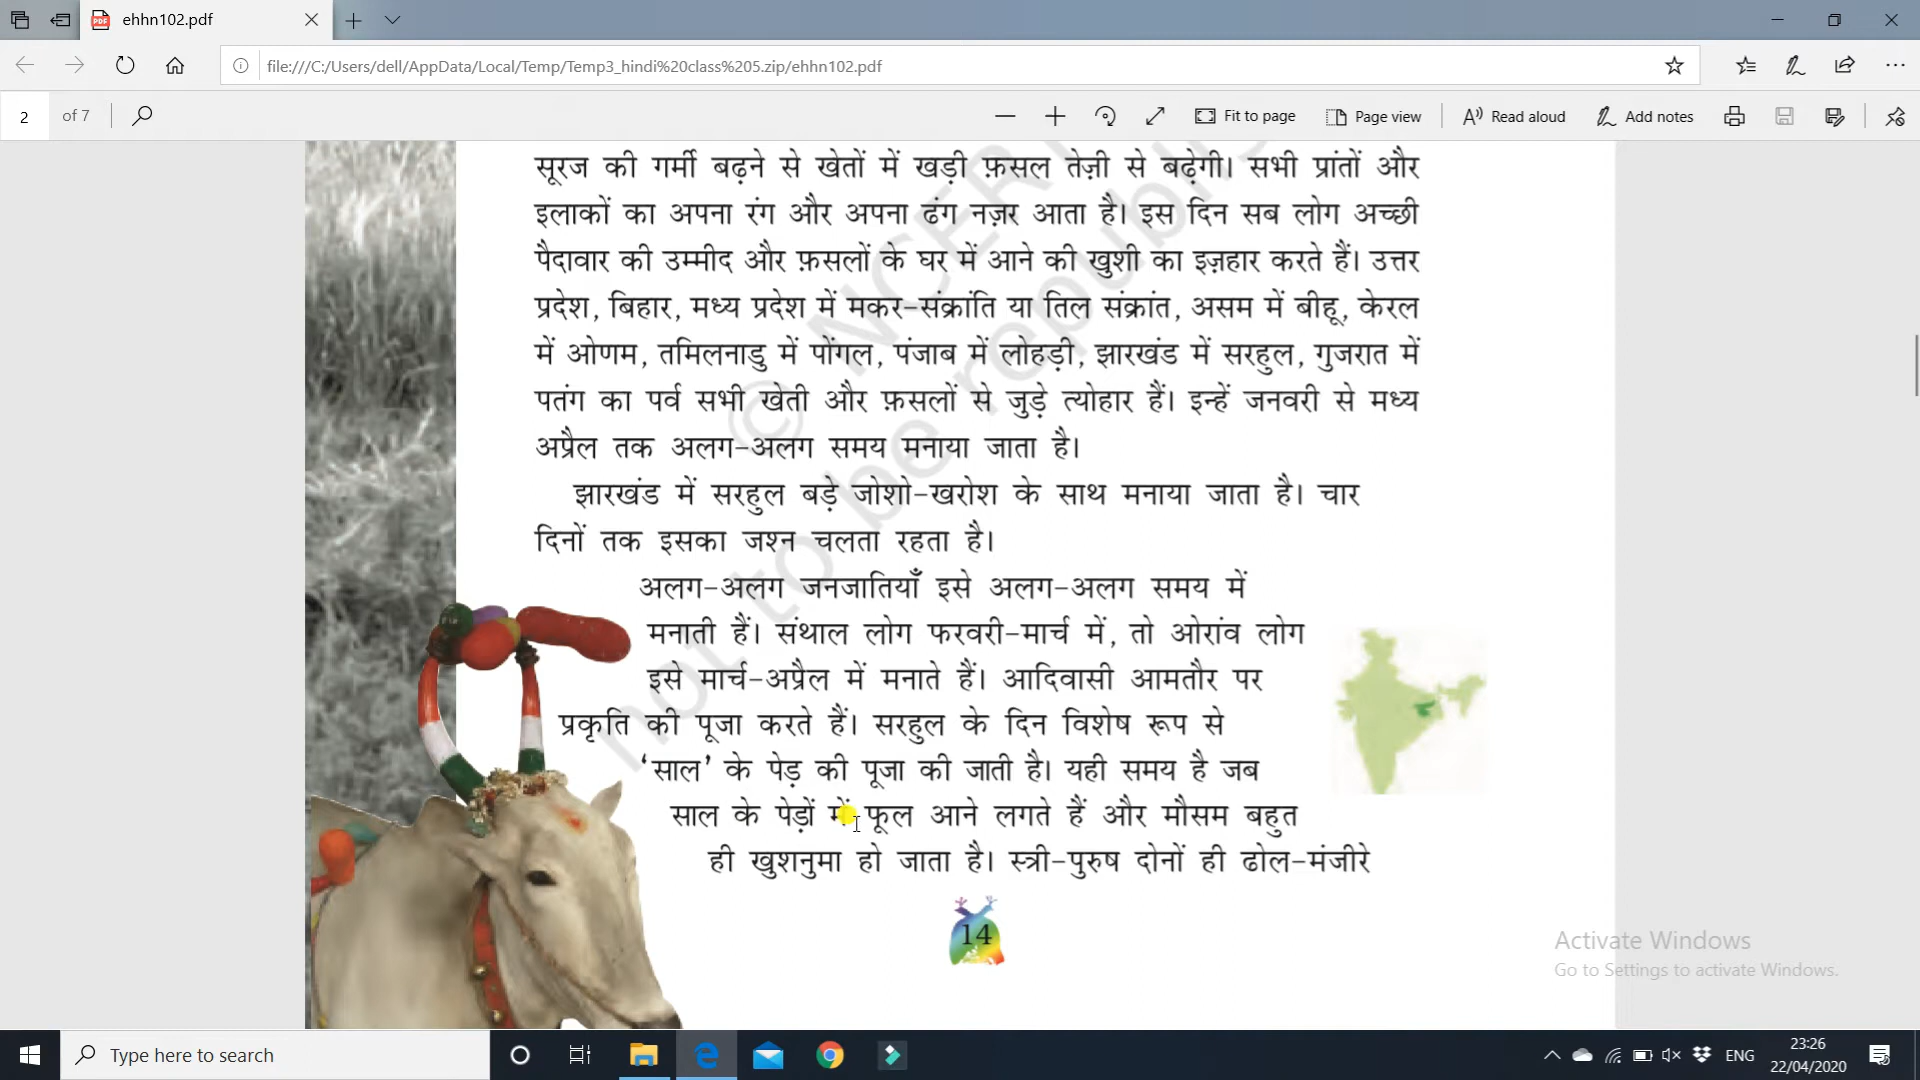 ehhn102.pdf
file:///C:/Users/dell/AppData/Local/Temp/Temp3_hindi%20class%205.zip/ehhn102.pdf
2 of 7 Fit to page Page view Read aloud Add notes
सूरज की गर्मी बढ़ने से खेतों में खड़ी फ़सल तेज़ी से बढ़ेगी। सभी प्रांतों और
इलाकों का अपना रंग और अपना ढंग नज़र आता है। इस दिन सब लोग अच्छी
पैदावार की उम्मीद और फ़सलों के घर में आने की खुशी का इज़हार करते हैं। उत्तर
प्रदेश, बिहार, मध्य प्रदेश में मकर-संक्रांति या तिल संक्रांत, असम में बीहू, केरल
में ओणम, तमिलनाडु में पोंगल, पंजाब में लोहड़ी, झारखंड में सरहुल, गुजरात में
पतंग का पर्व सभी खेती और फ़सलों से जुड़े त्योहार हैं। इन्हें जनवरी से मध्य
अप्रैल तक अलग-अलग समय मनाया जाता है।
झारखंड में सरहुल बड़े जोशो-खरोश के साथ मनाया जाता है। चार
दिनों तक इसका जश्न चलता रहता है।
अलग-अलग जनजातियाँ इसे अलग-अलग समय में
मनाती हैं। संथाल लोग फरवरी-मार्च में, तो ओरांव लोग
इसे मार्च-अप्रैल में मनाते हैं। आदिवासी आमतौर पर
प्रकृति की पूजा करते हैं। सरहुल के दिन विशेष रूप से
‘साल’ के पेड़ की पूजा की जाती है। यही समय है जब
साल के पेड़ों में फूल आने लगते हैं और मौसम बहुत
ही खुशनुमा हो जाता है। स्त्री-पुरुष दोनों ही ढोल-मंजीरे
14
© NCERT
not to be republis
Activate Windows
Go to Settings to activate Windows.
Type here to search
ENG
23:26
22/04/2020